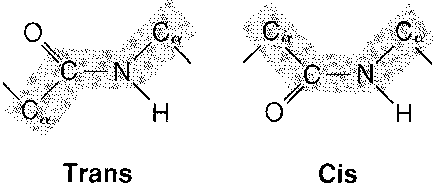 O Cα
C N
Cα H
Cα Cα
C N
O H
Trans Cis